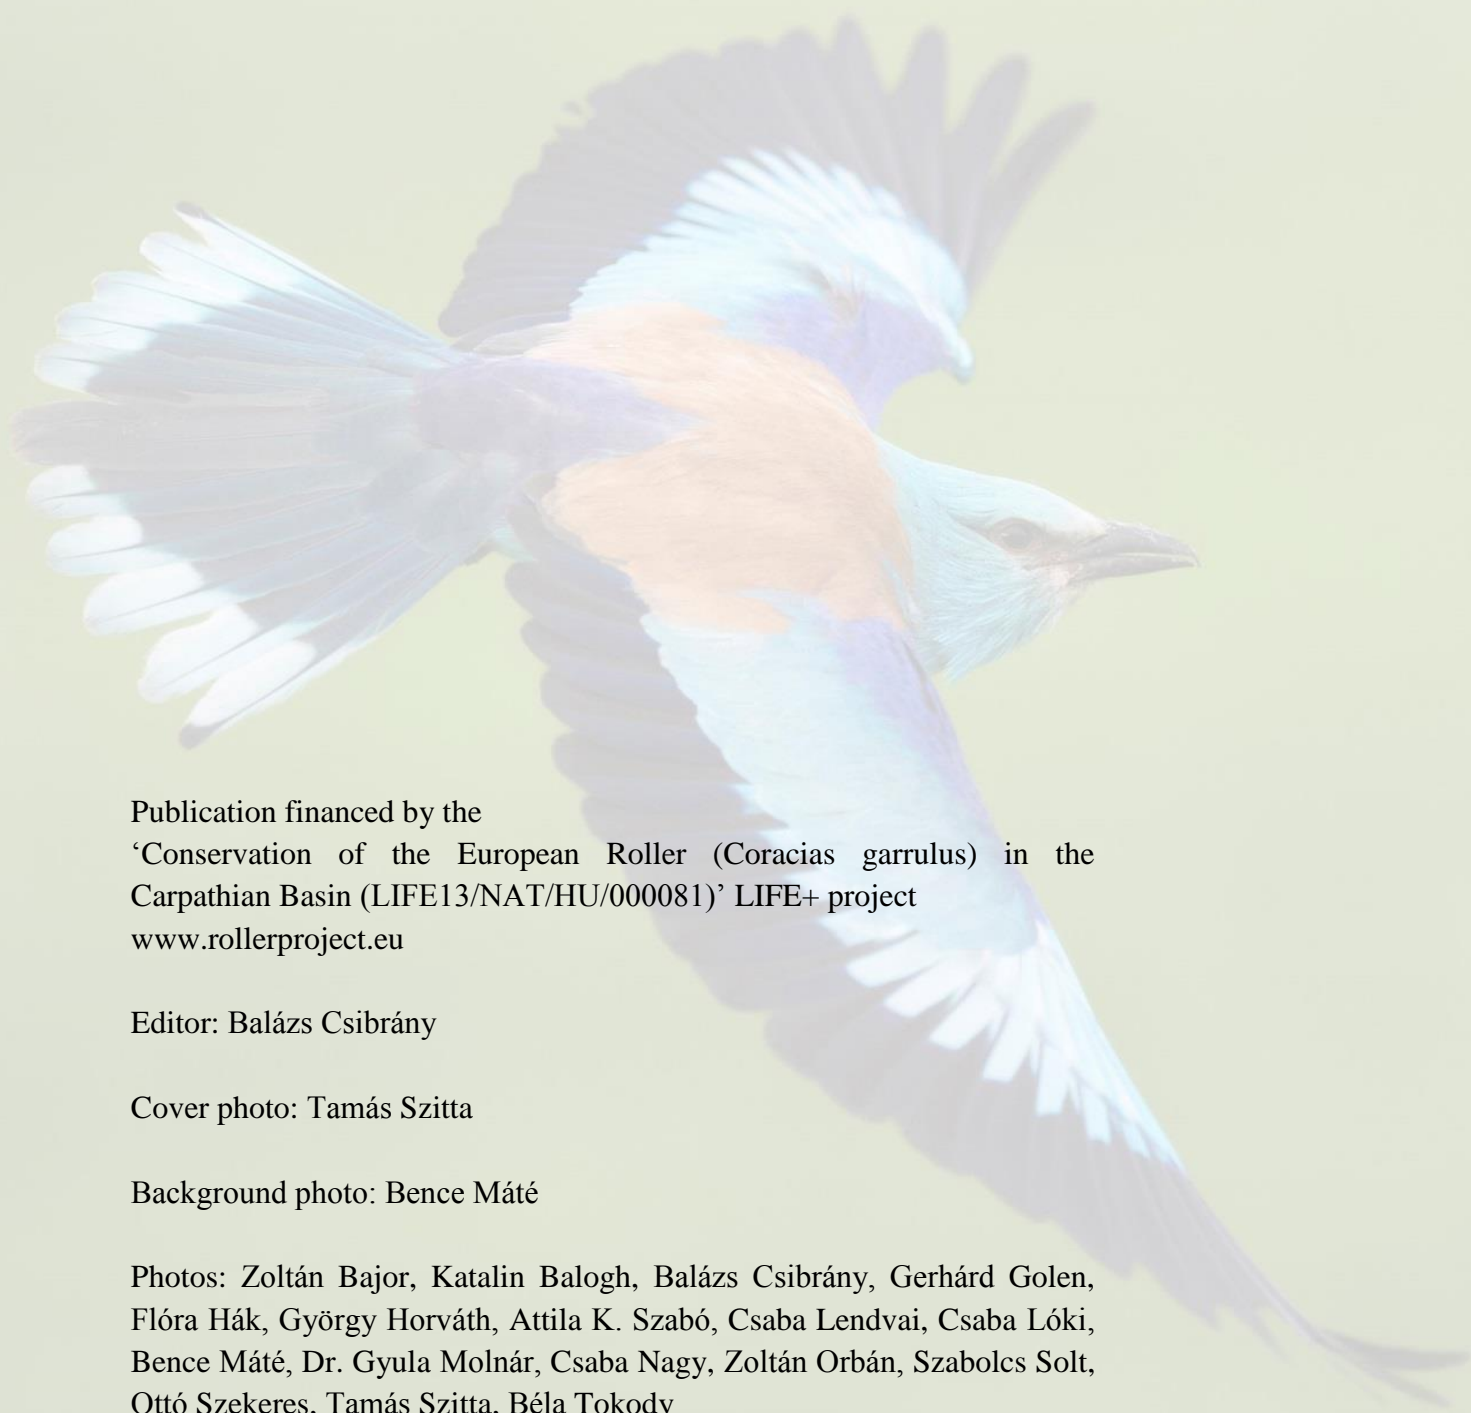 Publication financed by the
‘Conservation of the European Roller (Coracias garrulus) in the
Carpathian Basin (LIFE13/NAT/HU/000081)’ LIFE+ project
www.rollerproject.eu
Editor: Balázs Csibrány
Cover photo: Tamás Szitta
Background photo: Bence Máté
Photos: Zoltán Bajor, Katalin Balogh, Balázs Csibrány, Gerhárd Golen,
Flóra Hák, György Horváth, Attila K. Szabó, Csaba Lendvai, Csaba Lóki,
Bence Máté, Dr. Gyula Molnár, Csaba Nagy, Zoltán Orbán, Szabolcs Solt,
Ottó Szekeres, Tamás Szitta, Béla Tokody